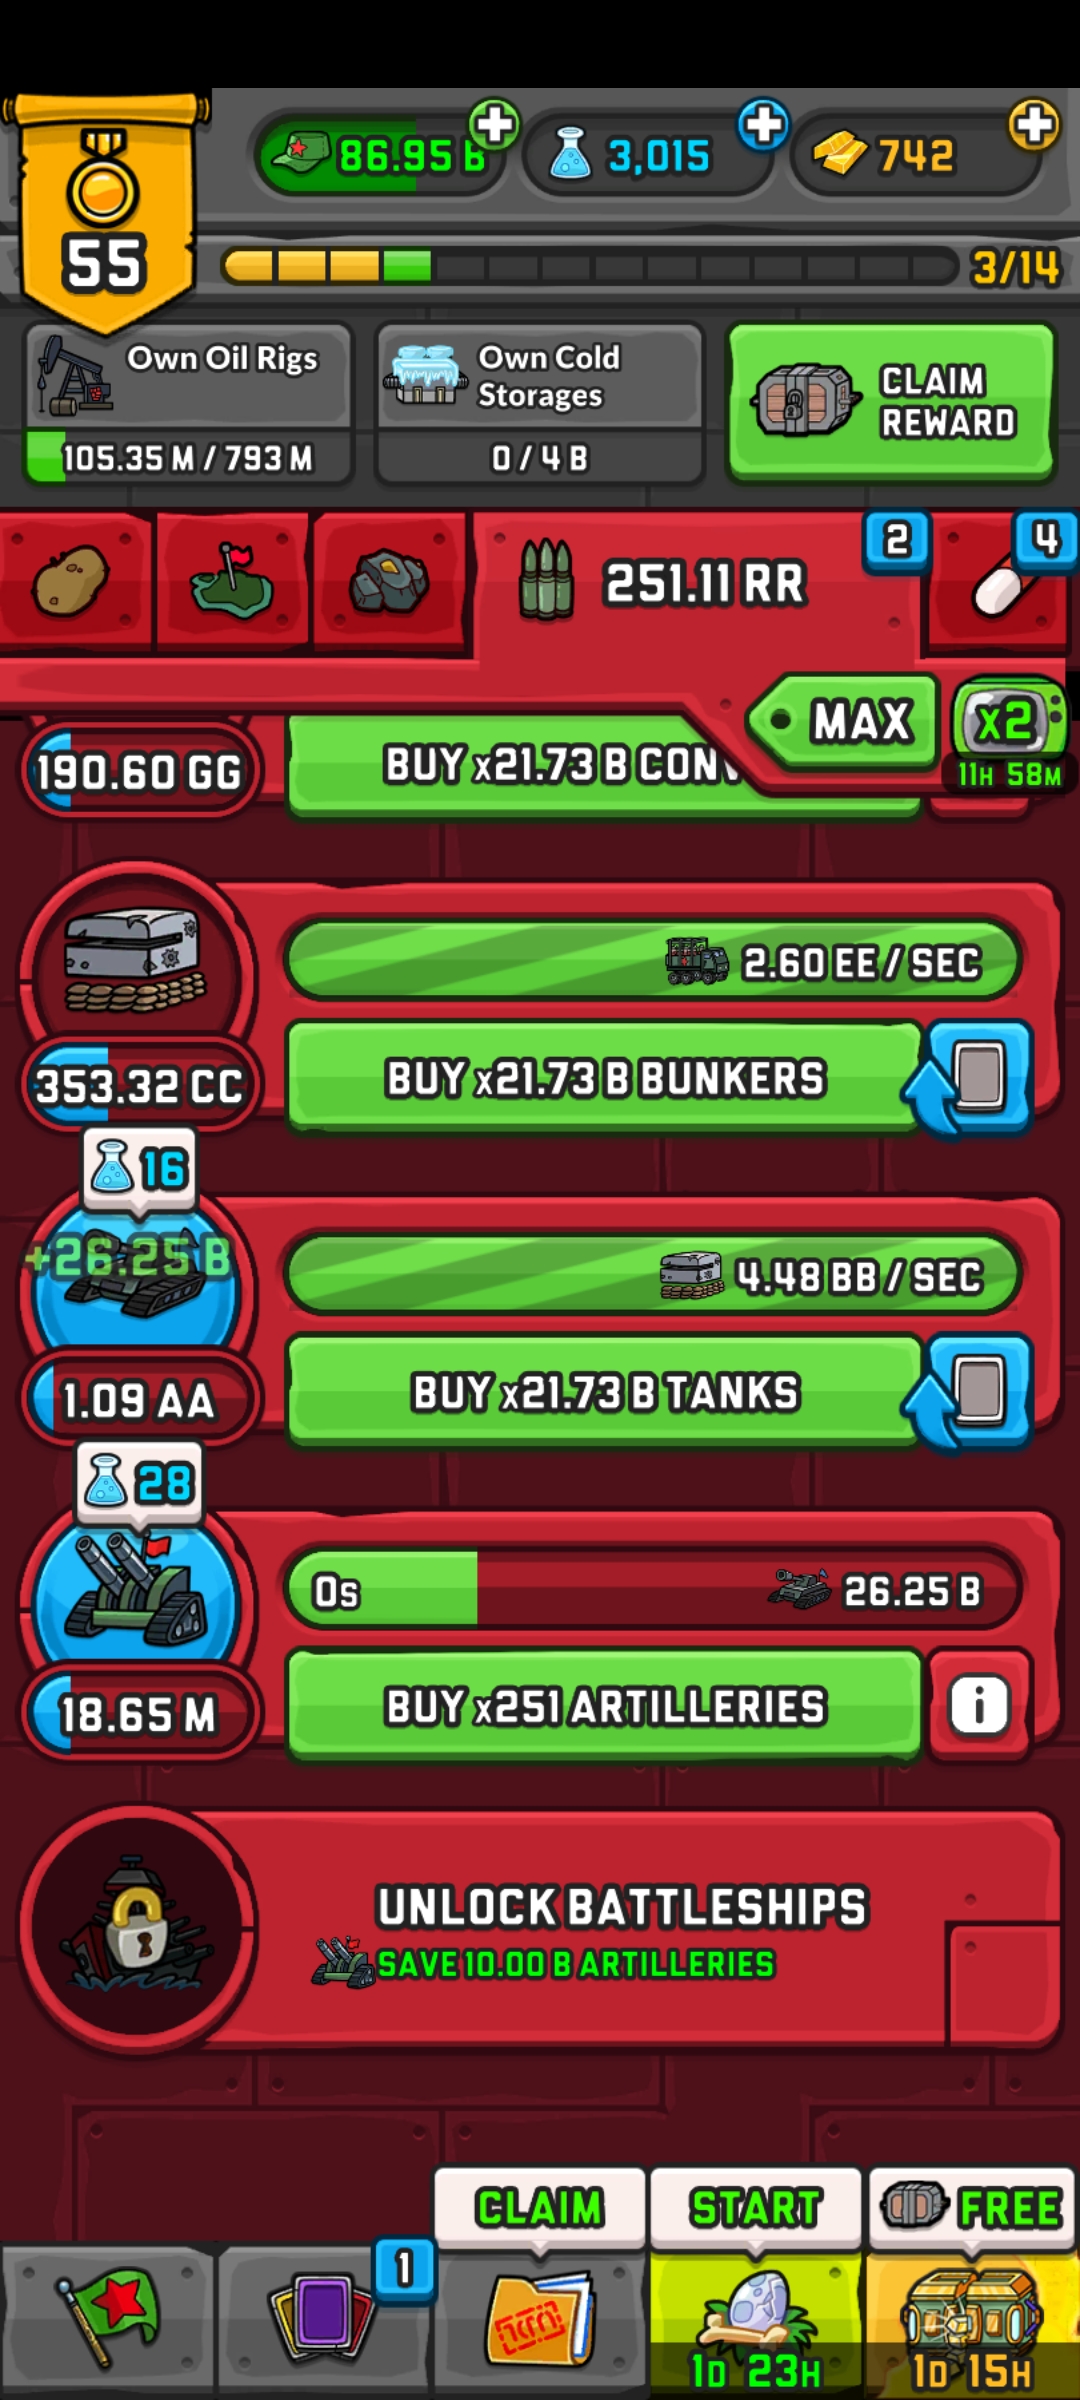 86.95 B
3,015
742
55
3/14
Own Oil Rigs
105.35 M / 793 M
Own Cold
Storages
0 / 4 B
CLAIM
REWARD
251.11 RR
2
4
MAX
x2
11H 58M
190.60 GG
BUY x21.73 B
2.60 EE / SEC
353.32 CC
BUY x21.73 B BUNKERS
16
+26.25 B
4.48 BB / SEC
1.09 AA
BUY x21.73 B TANKS
28
0s
26.25 B
18.65 M
BUY x251 ARTILLERIES
i
UNLOCK BATTLESHIPS
SAVE 10.00 B ARTILLERIES
CLAIM
START
FREE
1
1D 23H
1D 15H